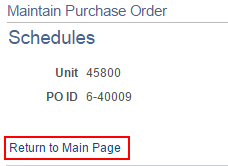 Maintain Purchase Order
Schedules
Unit 45800
PO ID 6-40009
Return to Main Page